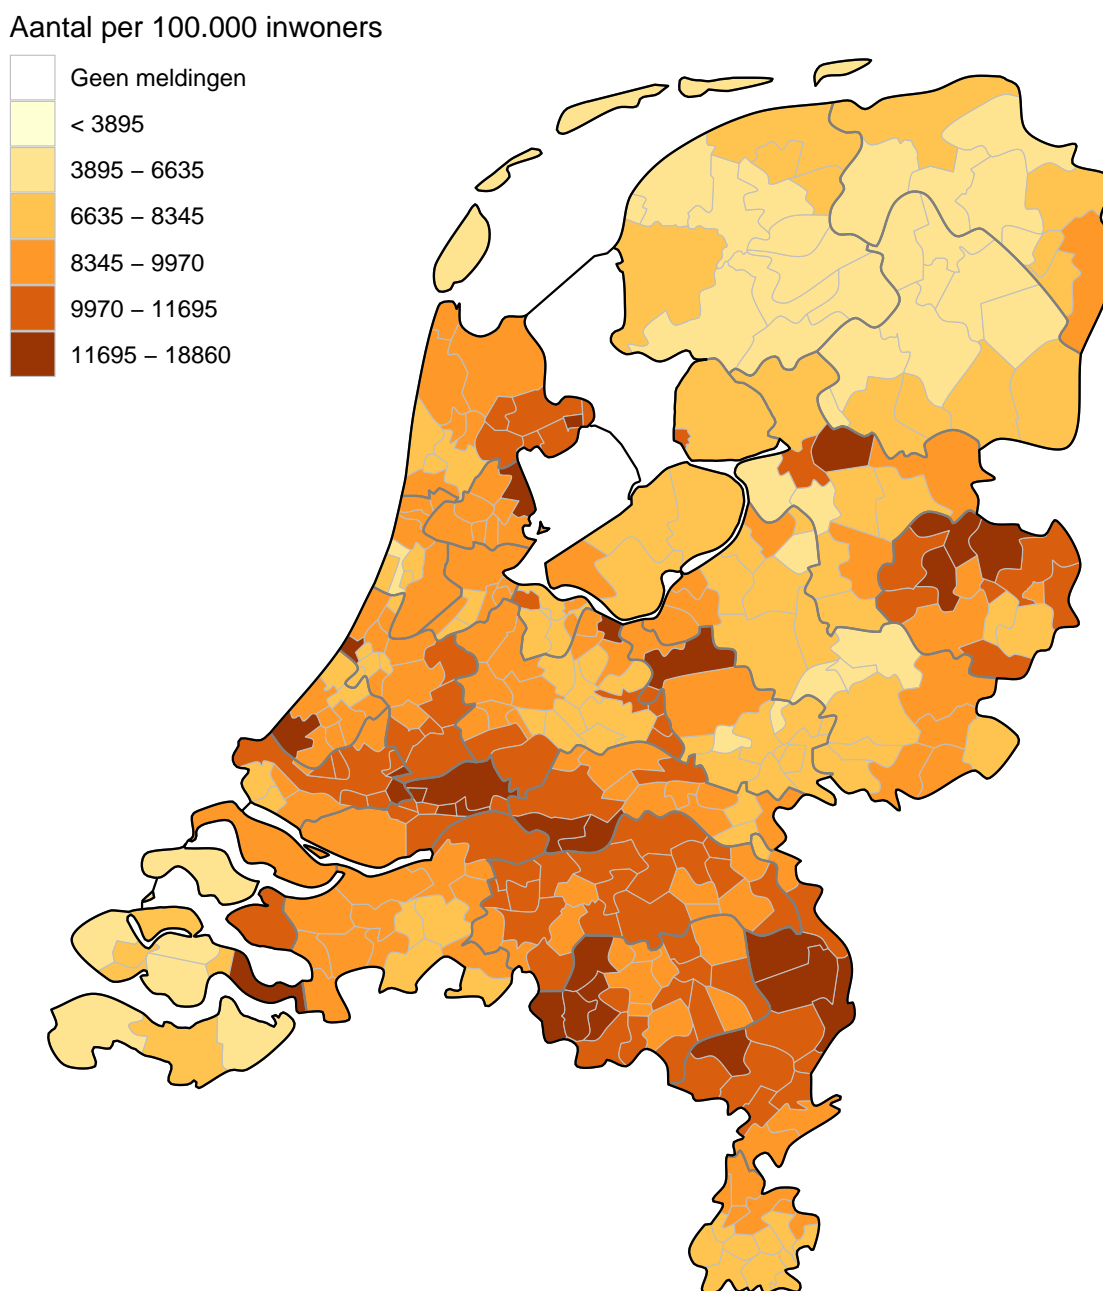 Aantal per 100.000 inwoners
Geen meldingen
< 3895
3895 – 6635
6635 – 8345
8345 – 9970
9970 – 11695
11695 – 18860